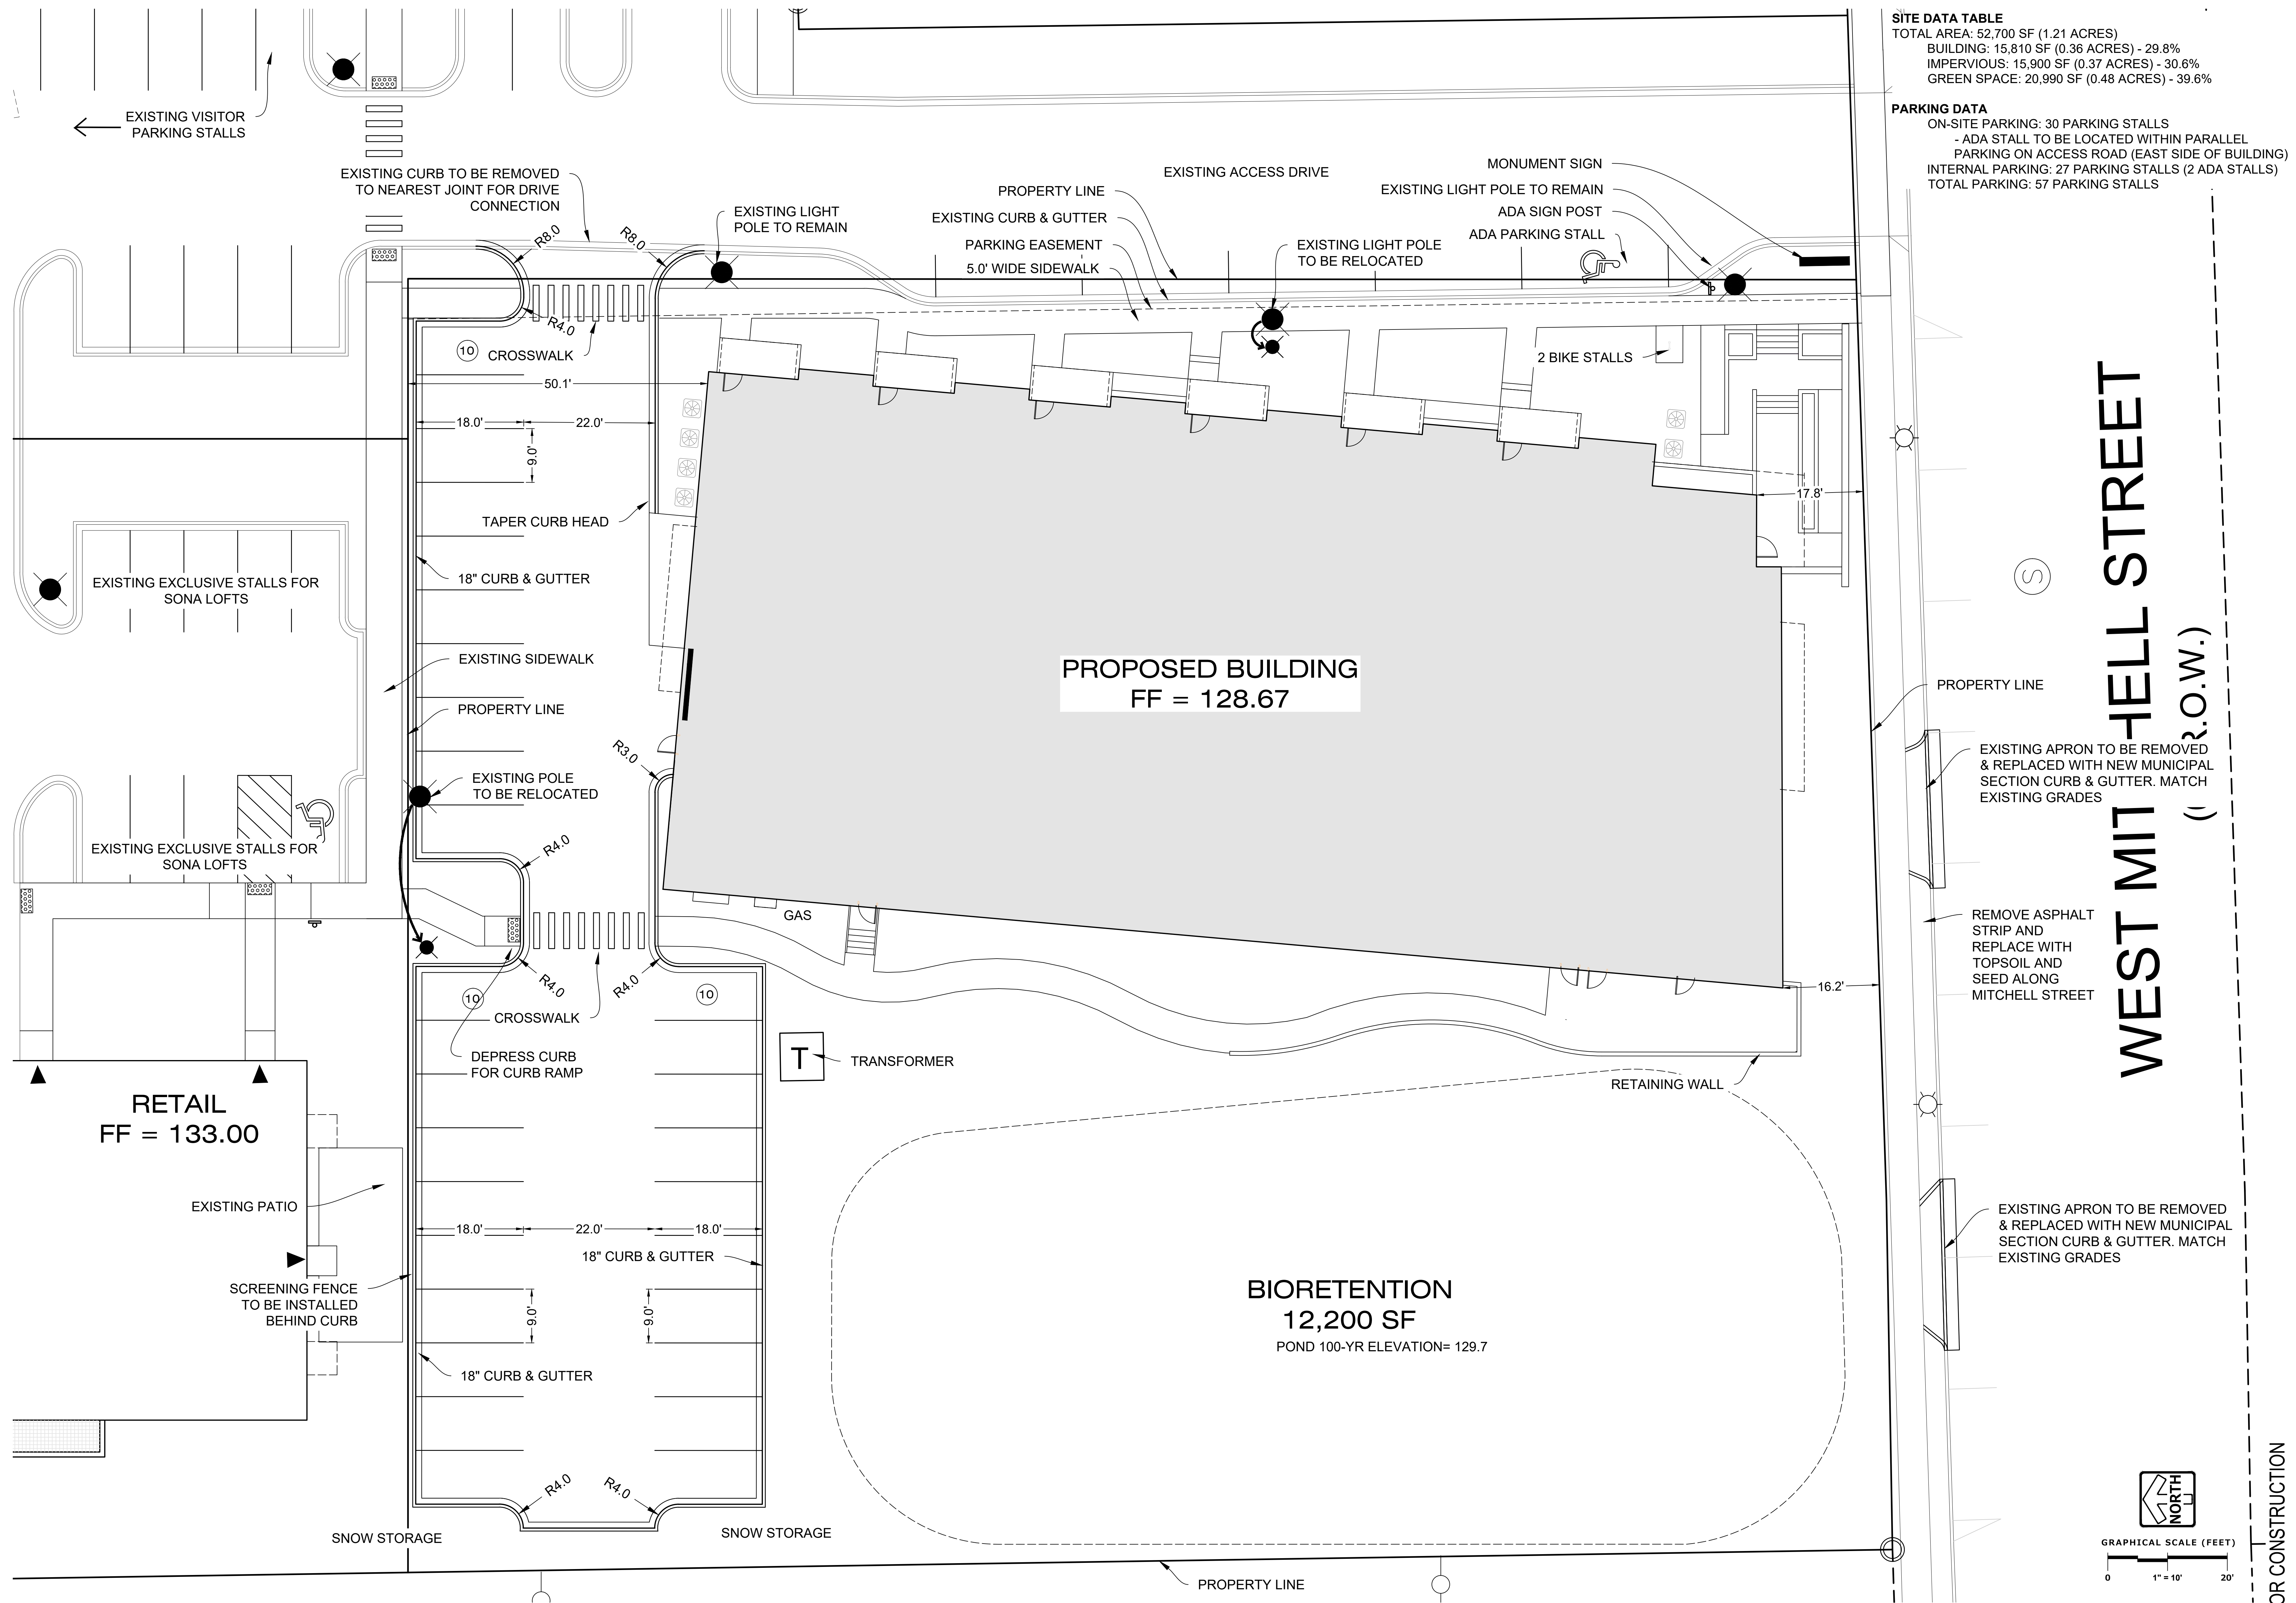 SITE DATA TABLE
TOTAL AREA: 52,700 SF (1.21 ACRES)
BUILDING: 15,810 SF (0.36 ACRES) - 29.8%
IMPERVIOUS: 15,900 SF (0.37 ACRES) - 30.6%
GREEN SPACE: 20,990 SF (0.48 ACRES) - 39.6%
PARKING DATA
ON-SITE PARKING: 30 PARKING STALLS
- ADA STALL TO BE LOCATED WITHIN PARALLEL
PARKING ON ACCESS ROAD (EAST SIDE OF BUILDING)
INTERNAL PARKING: 27 PARKING STALLS (2 ADA STALLS)
TOTAL PARKING: 57 PARKING STALLS
EXISTING VISITOR
PARKING STALLS
EXISTING CURB TO BE REMOVED
TO NEAREST JOINT FOR DRIVE
CONNECTION
EXISTING ACCESS DRIVE
MONUMENT SIGN
PROPERTY LINE
EXISTING LIGHT POLE TO REMAIN
EXISTING LIGHT
POLE TO REMAIN
EXISTING CURB & GUTTER
ADA SIGN POST
PARKING EASEMENT
ADA PARKING STALL
5.0' WIDE SIDEWALK
EXISTING LIGHT POLE
TO BE RELOCATED
R8.0
R8.0
R4.0
10
CROSSWALK
2 BIKE STALLS
50.1'
18.0'
22.0'
9.0'
17.8'
TAPER CURB HEAD
18" CURB & GUTTER
EXISTING EXCLUSIVE STALLS FOR
SONA LOFTS
EXISTING SIDEWALK
PROPERTY LINE
PROPOSED BUILDING
FF = 128.67
S
WEST MIT
HELL STREET
R.O.W.)
(
PROPERTY LINE
R3.0
EXISTING POLE
TO BE RELOCATED
EXISTING APRON TO BE REMOVED
& REPLACED WITH NEW MUNICIPAL
SECTION CURB & GUTTER. MATCH
EXISTING GRADES
EXISTING EXCLUSIVE STALLS FOR
SONA LOFTS
R4.0
GAS
REMOVE ASPHALT
STRIP AND
REPLACE WITH
TOPSOIL AND
SEED ALONG
MITCHELL STREET
R4.0
R4.0
16.2'
10
10
CROSSWALK
DEPRESS CURB
FOR CURB RAMP
T
TRANSFORMER
RETAINING WALL
RETAIL
FF = 133.00
EXISTING PATIO
18.0'
22.0'
18.0'
18" CURB & GUTTER
EXISTING APRON TO BE REMOVED
& REPLACED WITH NEW MUNICIPAL
SECTION CURB & GUTTER. MATCH
EXISTING GRADES
SCREENING FENCE
TO BE INSTALLED
BEHIND CURB
9.0'
9.0'
BIORETENTION
12,200 SF
POND 100-YR ELEVATION= 129.7
18" CURB & GUTTER
R4.0
R4.0
SNOW STORAGE
SNOW STORAGE
PROPERTY LINE
NORTH
GRAPHICAL SCALE (FEET)
0
1" = 10'
20'
OR CONSTRUCTION